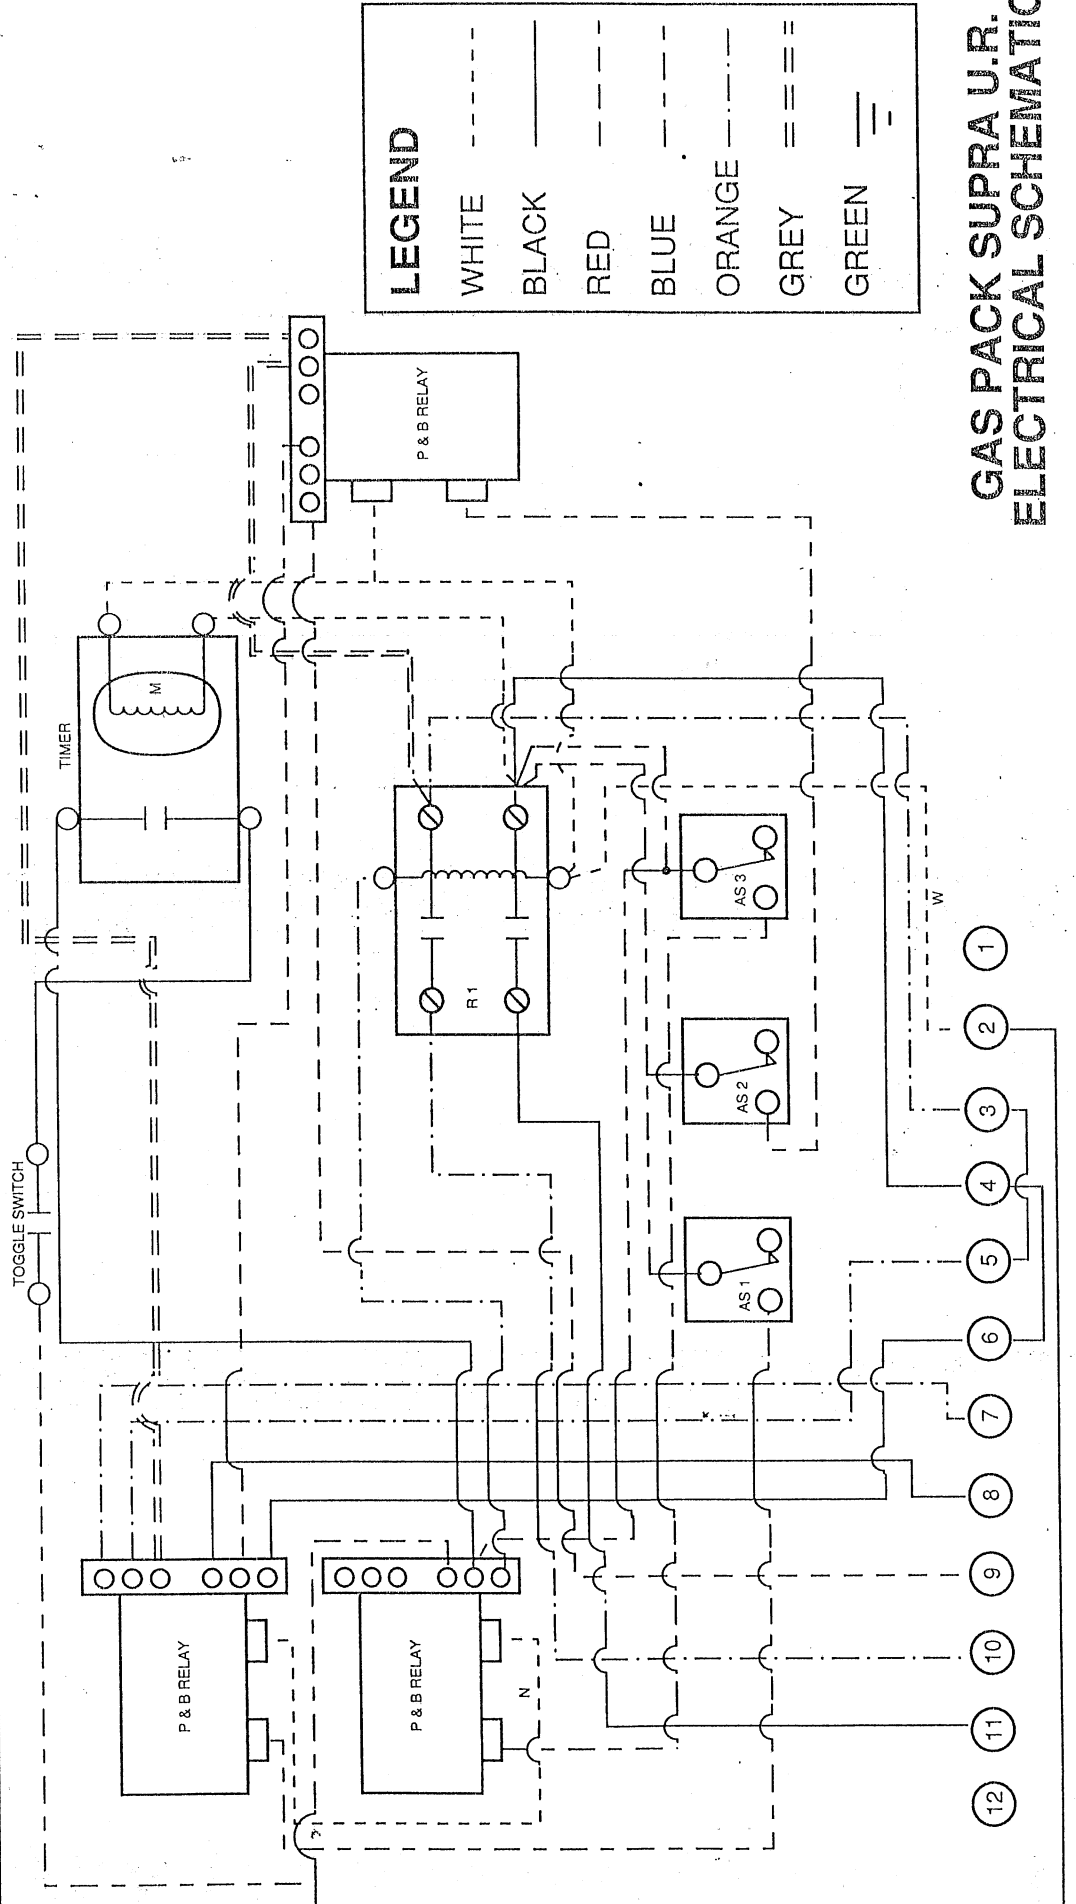 GAS PACK SUPRA U.R.
ELECTRICAL SCHEMATIC
LEGEND
WHITE
BLACK
RED
BLUE
ORANGE
GREY
GREEN
TOGGLE SWITCH
TIMER
M
P & B RELAY
P & B RELAY
P & B RELAY
N
R 1
AS 1
AS 2
AS 3
W
12
11
10
9
8
7
6
5
4
3
2
1